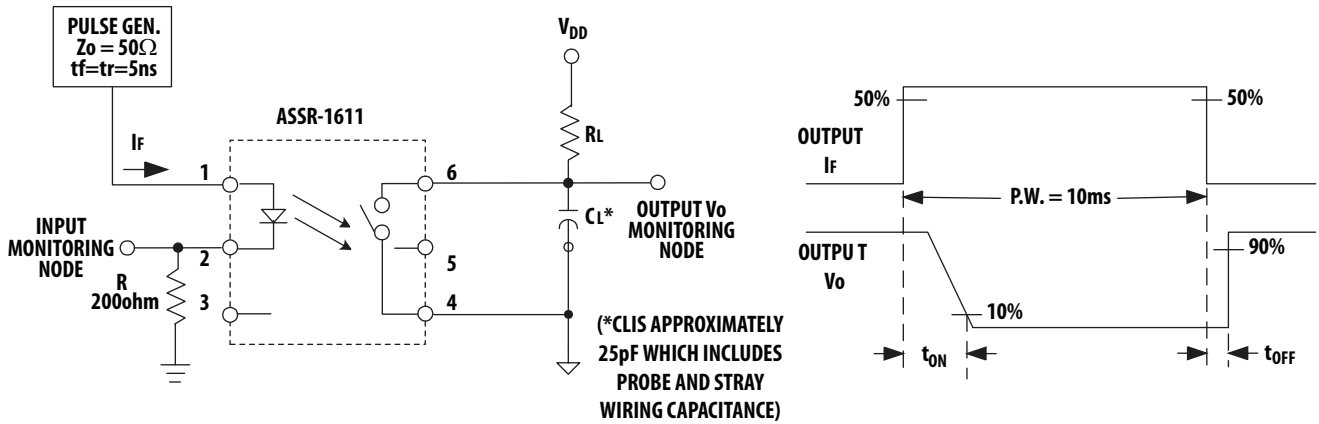 PULSE GEN.
Zo = 50Ω
tf=tr=5ns
IF
ASSR-1611
1
2
3
6
5
4
INPUT
MONITORING
NODE
R
200ohm
VDD
RL
CL*
OUTPUT Vo
MONITORING
NODE
(*CLIS APPROXIMATELY
25pF WHICH INCLUDES
PROBE AND STRAY
WIRING CAPACITANCE)
50%
50%
OUTPUT
IF
P.W. = 10ms
OUTPU T
Vo
90%
10%
tON
tOFF